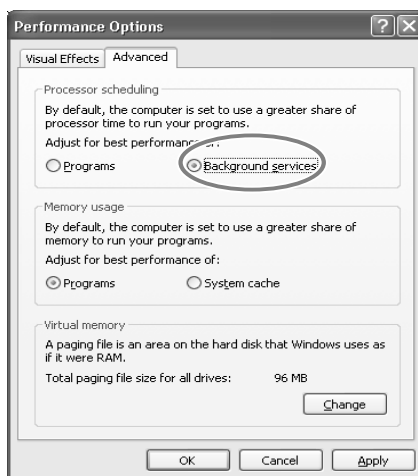 Performance Options
Visual Effects Advanced
Processor scheduling
By default, the computer is set to use a greater share of
processor time to run your programs.
Adjust for best performance of:
Programs Background services
Memory usage
By default, the computer is set to use a greater share of
memory to run your programs.
Adjust for best performance of:
Programs System cache
Virtual memory
A paging file is an area on the hard disk that Windows uses as
if it were RAM.
Total paging file size for all drives: 96 MB
Change
OK Cancel Apply